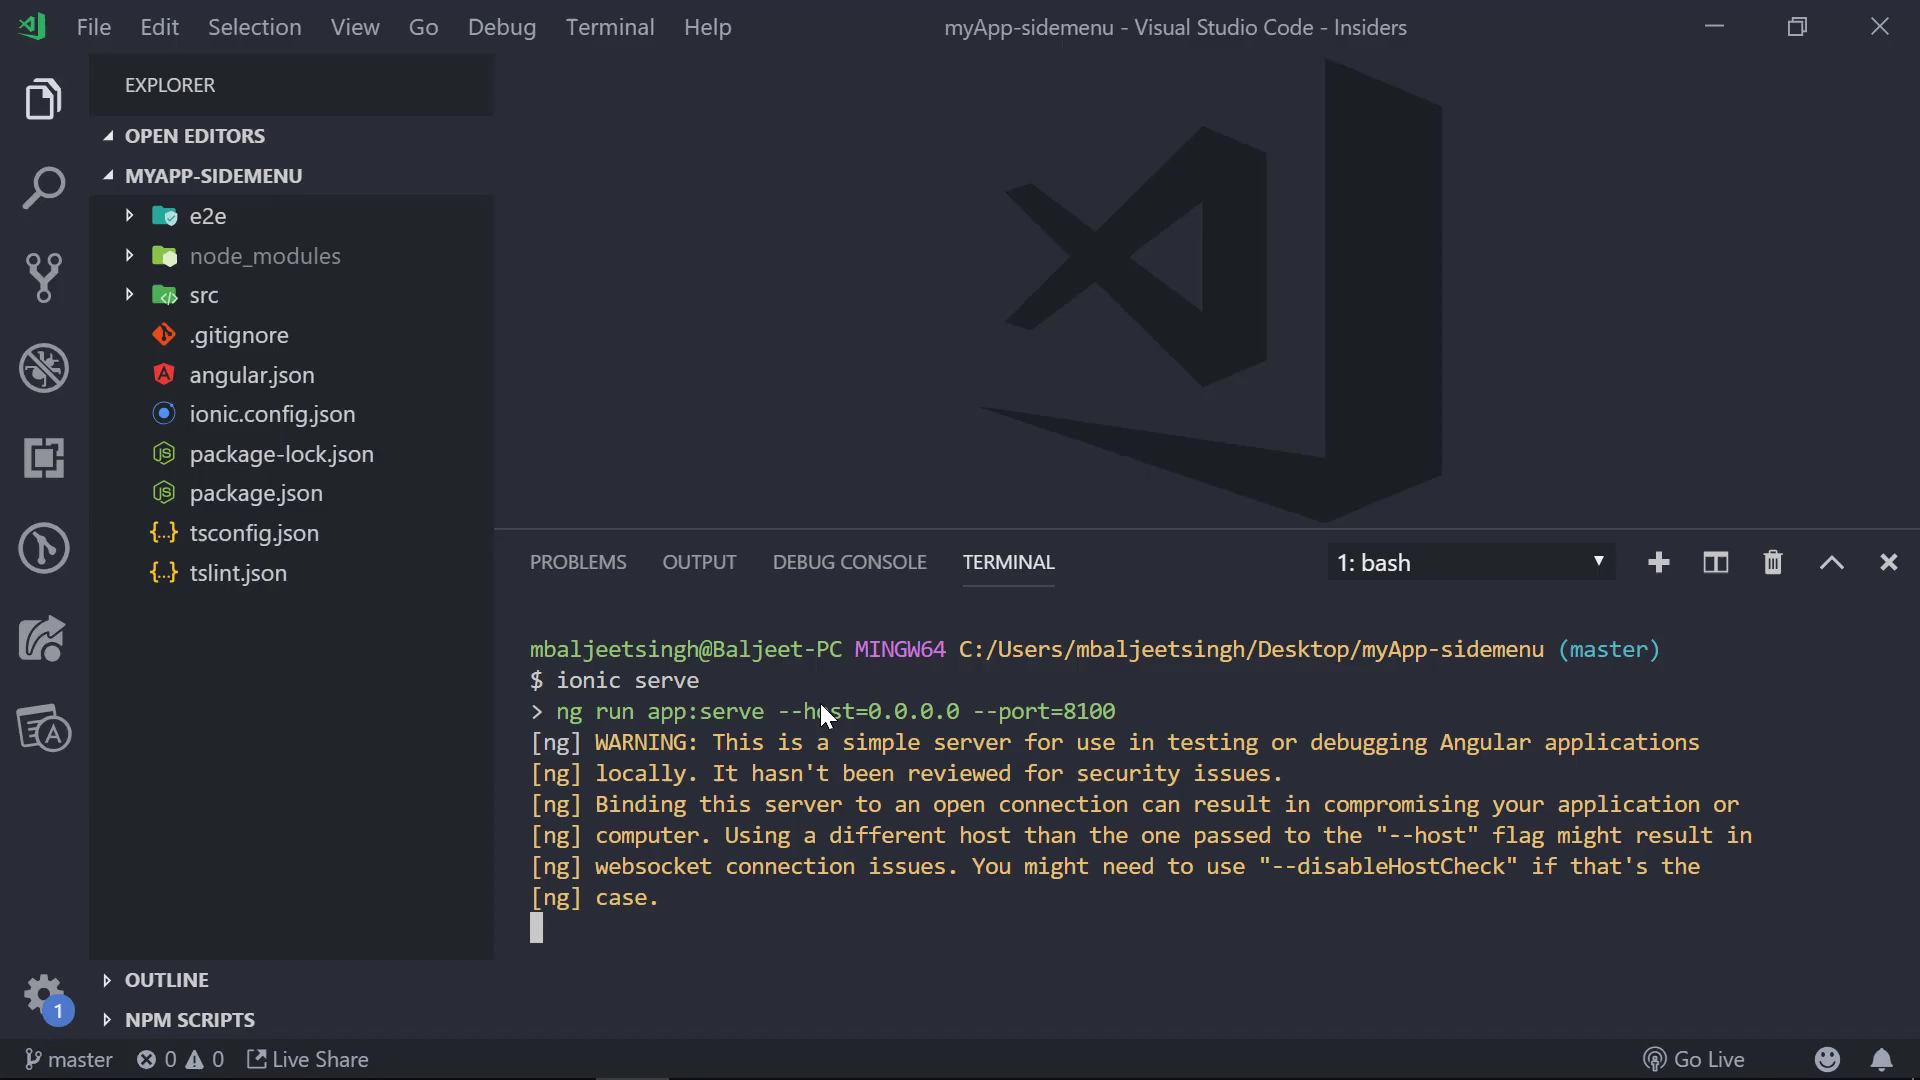 File Edit Selection View Go Debug Terminal Help
myApp-sidemenu - Visual Studio Code - Insiders
EXPLORER
OPEN EDITORS
MYAPP-SIDEMENU
e2e
node_modules
src
.gitignore
angular.json
ionic.config.json
package-lock.json
package.json
tsconfig.json
tslint.json
OUTLINE
NPM SCRIPTS
PROBLEMS OUTPUT DEBUG CONSOLE TERMINAL
1: bash
mbaljeetsingh@Baljeet-PC MINGW64 C:/Users/mbaljeetsingh/Desktop/myApp-sidemenu (master)
$ ionic serve
> ng run app:serve --host=0.0.0.0 --port=8100
[ng] WARNING: This is a simple server for use in testing or debugging Angular applications
[ng] locally. It hasn't been reviewed for security issues.
[ng] Binding this server to an open connection can result in compromising your application or
[ng] computer. Using a different host than the one passed to the "--host" flag might result in
[ng] websocket connection issues. You might need to use "--disableHostCheck" if that's the
[ng] case.
1
master 0 0 Live Share
Go Live